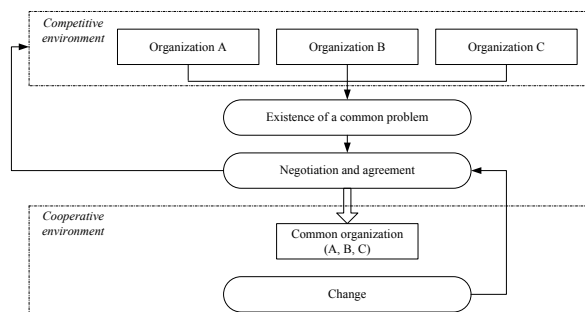 Competitive
environment
Organization A
Organization B
Organization C
Existence of a common problem
Negotiation and agreement
Cooperative
environment
Common organization
(A, B, C)
Change